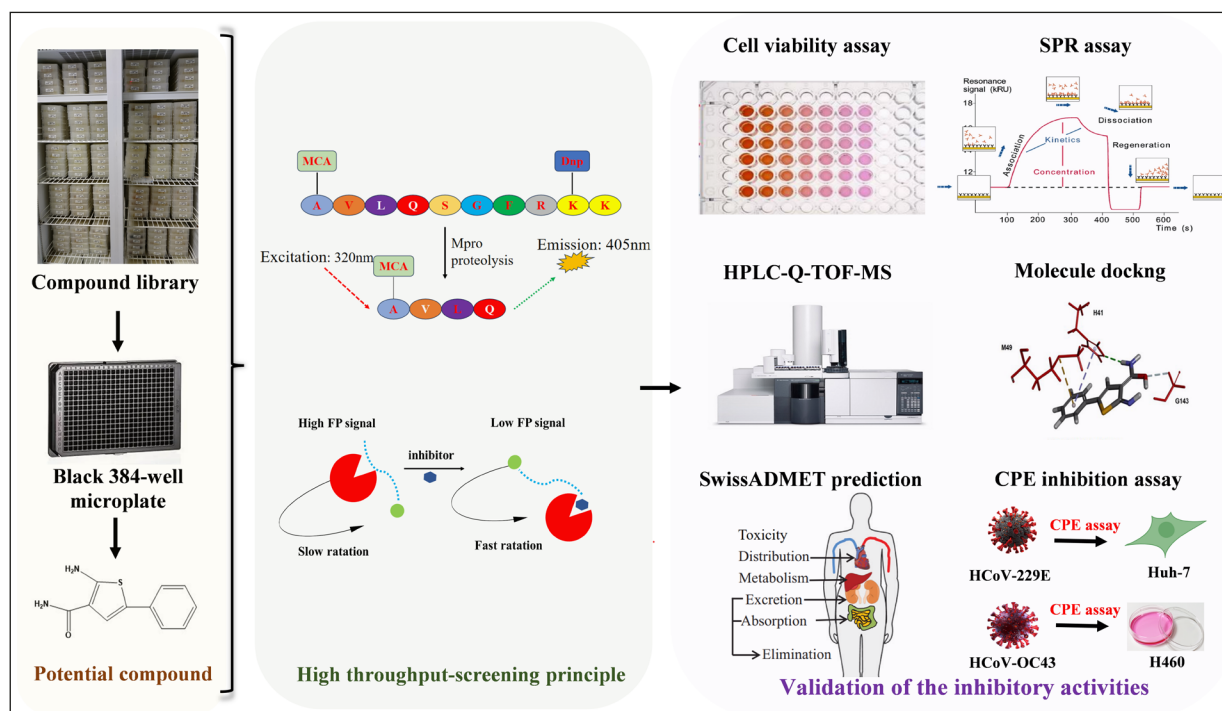 Compound library
Black 384-well
microplate
NH₂
S
H₂N
O
Potential compound
MCA
Dnp
A V L Q S G F R K K
Excitation: 320nm
Mpro
proteolysis
Emission: 405nm
MCA
A V L Q
High FP signal
inhibitor
Low FP signal
Slow ratation
Fast ratation
High throughput-screening principle
Cell viability assay
SPR assay
Resonance
signal (kRU)
18
16
14
12
10
Association
Kinetics
Concentration
Dissociation
Regeneration
100 200 300 400 500 600
Time (s)
HPLC-Q-TOF-MS
Molecule dockng
H41
M49
G143
SwissADMET prediction
Toxicity
Distribution
Metabolism
Excretion
Absorption
Elimination
CPE inhibition assay
CPE assay
HCoV-229E
Huh-7
CPE assay
HCoV-OC43
H460
Validation of the inhibitory activities